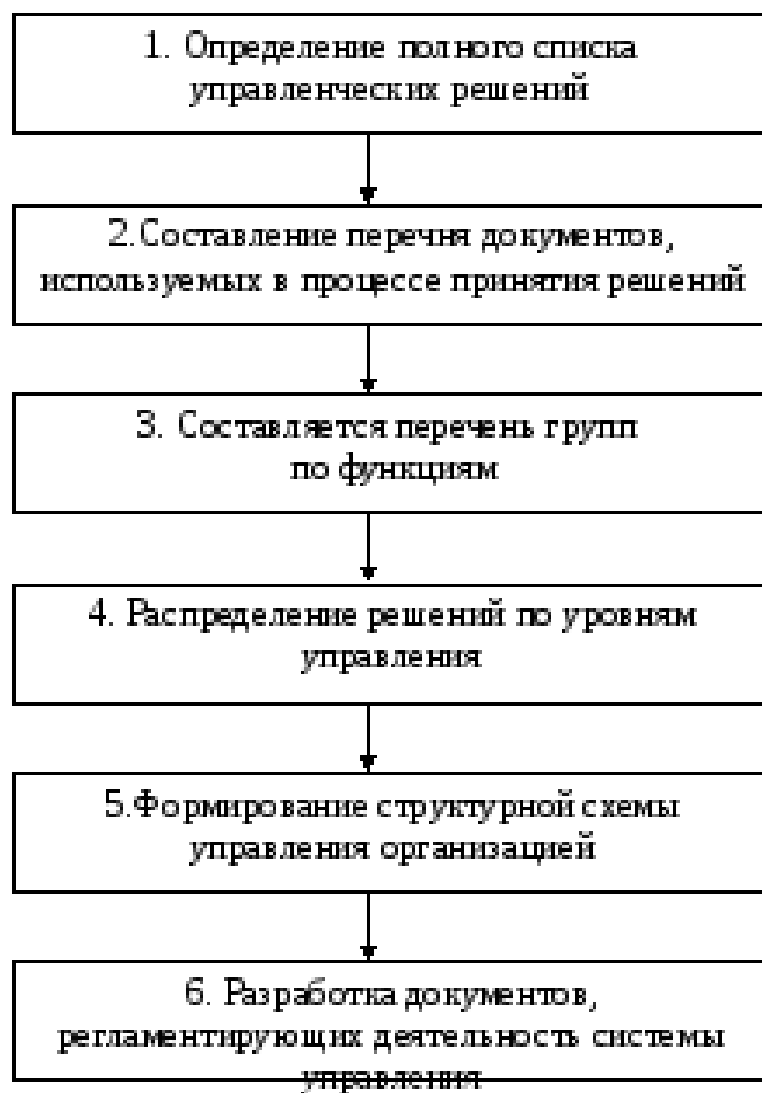 1. Определение полного списка
управленческих решений
2.Составление перечня документов,
используемых в процессе принятия решений
3. Составляется перечень групп
по функциям
4. Распределение решений по уровням
управления
5.Формирование структурной схемы
управления организацией
6. Разработка документов,
регламентирующих деятельность системы
управления